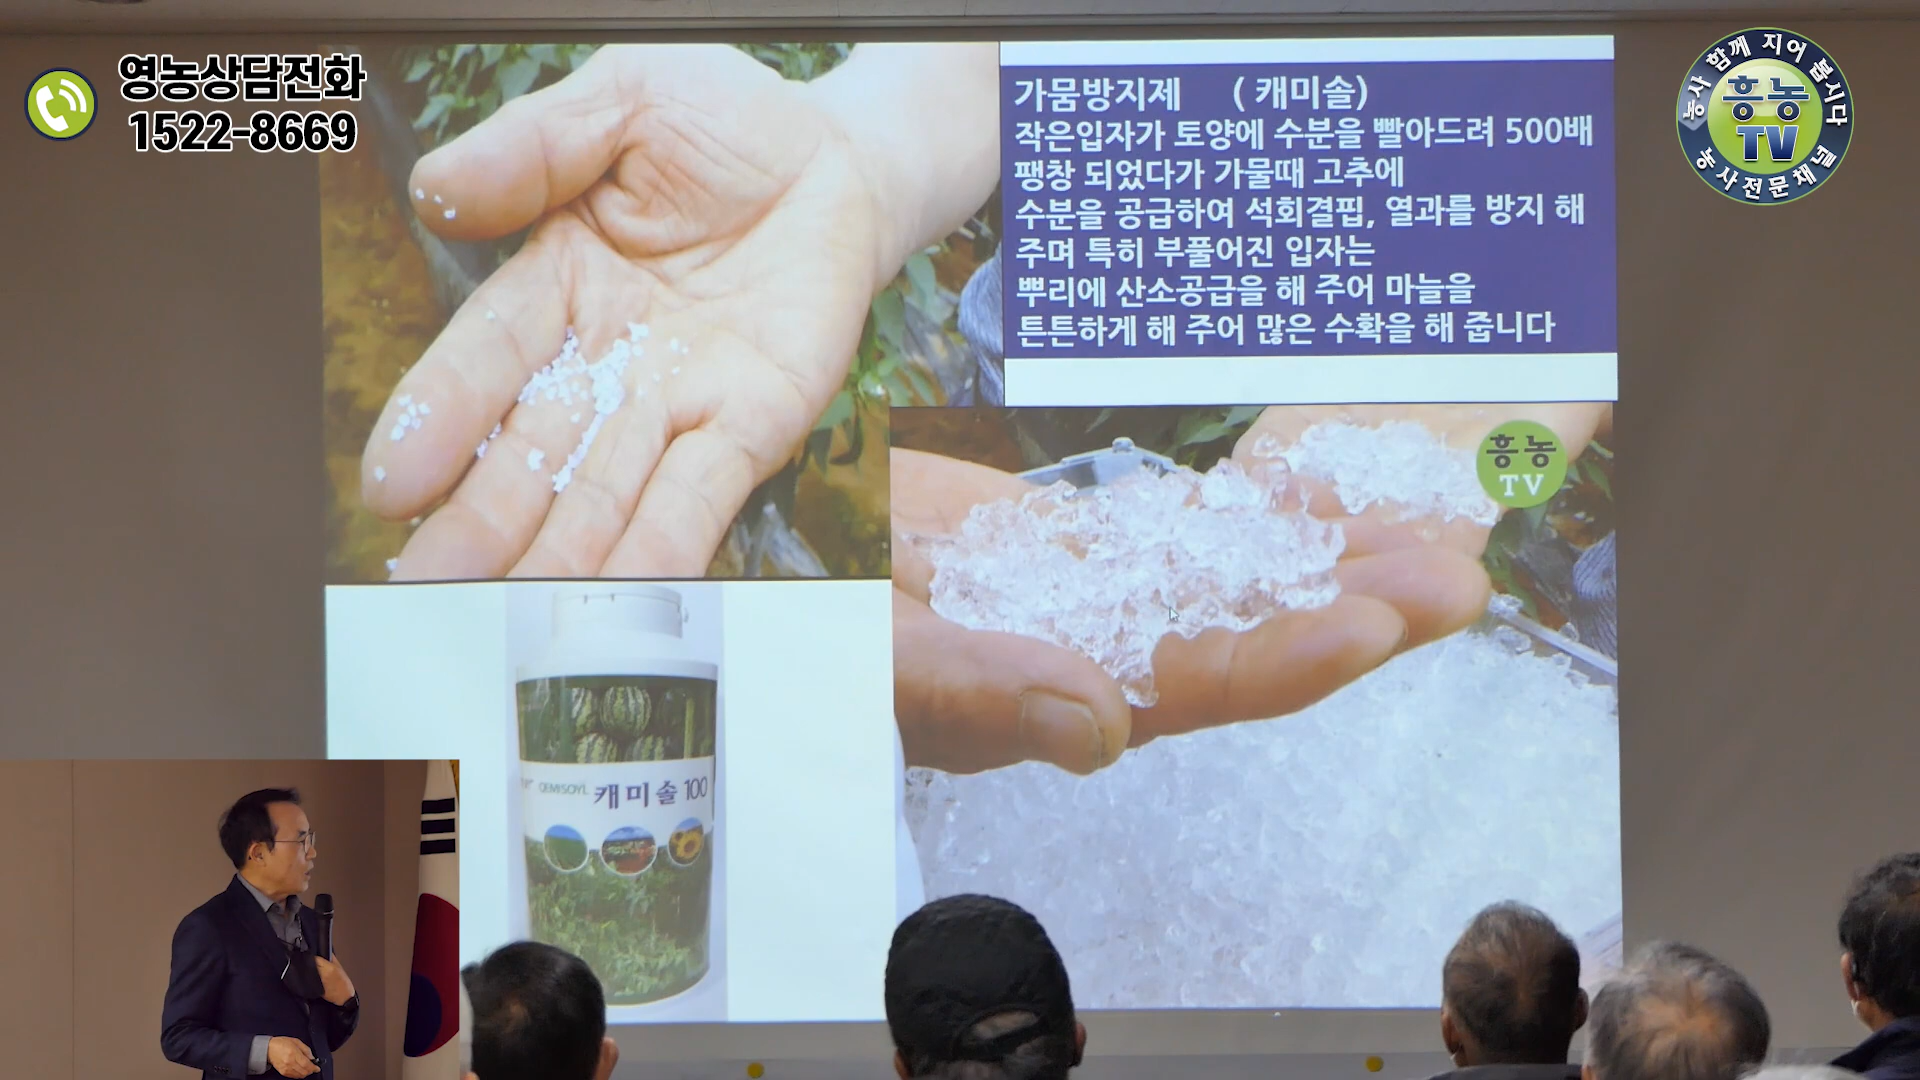 영농상담전화
1522-8669
농사 함께 지어 봅시다
흥농
TV
농사전문채널
가뭄방지제 ( 캐미솔)
작은입자가 토양에 수분을 빨아드려 500배
팽창 되었다가 가물때 고추에
수분을 공급하여 석회결핍, 열과를 방지 해
주며 특히 부풀어진 입자는
뿌리에 산소공급을 해 주어 마늘을
튼튼하게 해 주어 많은 수확을 해 줍니다
흥농
TV
캐미솔 100